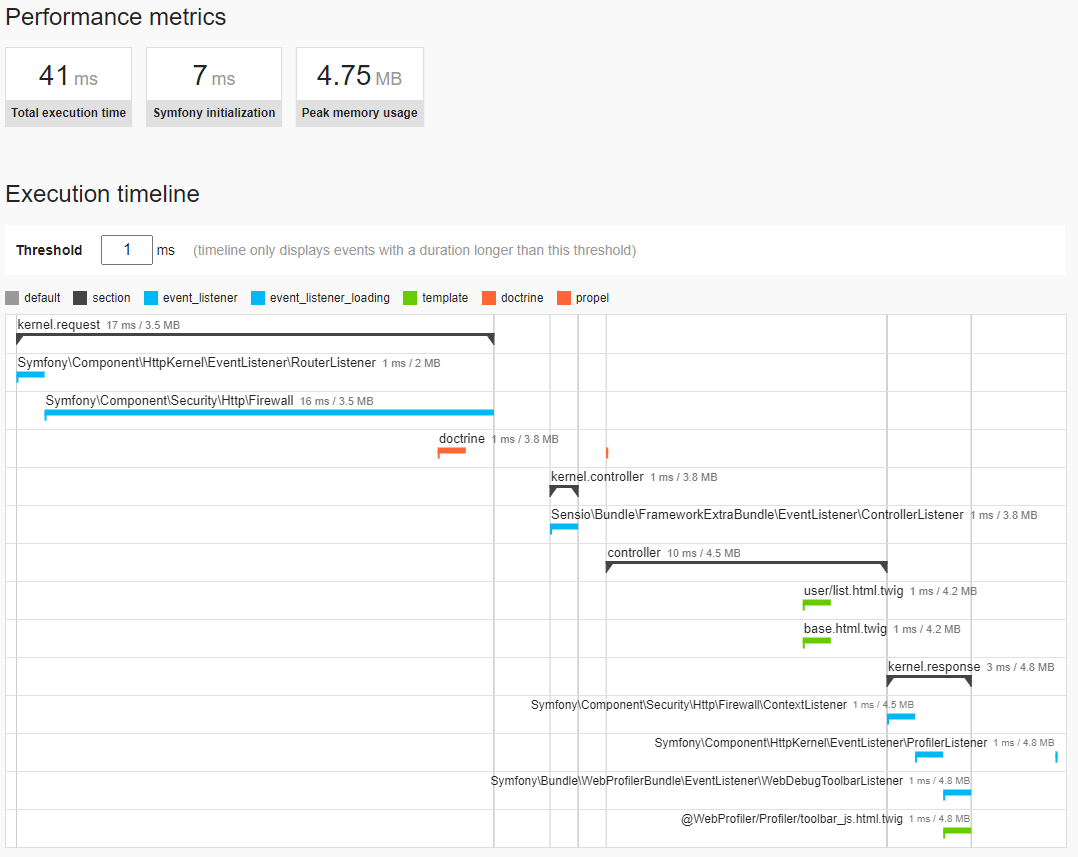 Performance metrics
41 ms 7 ms 4.75 MB
Total execution time Symfony initialization Peak memory usage
Execution timeline
Threshold 1 ms (timeline only displays events with a duration longer than this threshold)
default section event_listener event_listener_loading template doctrine propel
kernel.request 17 ms / 3.5 MB
Symfony\Component\HttpKernel\EventListener\RouterListener 1 ms / 2 MB
Symfony\Component\Security\Http\Firewall 16 ms / 3.5 MB
doctrine 1 ms / 3.8 MB
kernel.controller 1 ms / 3.8 MB
Sensio\Bundle\FrameworkExtraBundle\EventListener\ControllerListener 1 ms / 3.8 MB
controller 10 ms / 4.5 MB
user/list.html.twig 1 ms / 4.2 MB
base.html.twig 1 ms / 4.2 MB
kernel.response 3 ms / 4.8 MB
Symfony\Component\Security\Http\Firewall\ContextListener 1 ms / 4.5 MB
Symfony\Component\HttpKernel\EventListener\ProfilerListener 1 ms / 4.8 MB
Symfony\Bundle\WebProfilerBundle\EventListener\WebDebugToolbarListener 1 ms / 4.8 MB
@WebProfiler/Profiler/toolbar_js.html.twig 1 ms / 4.8 MB